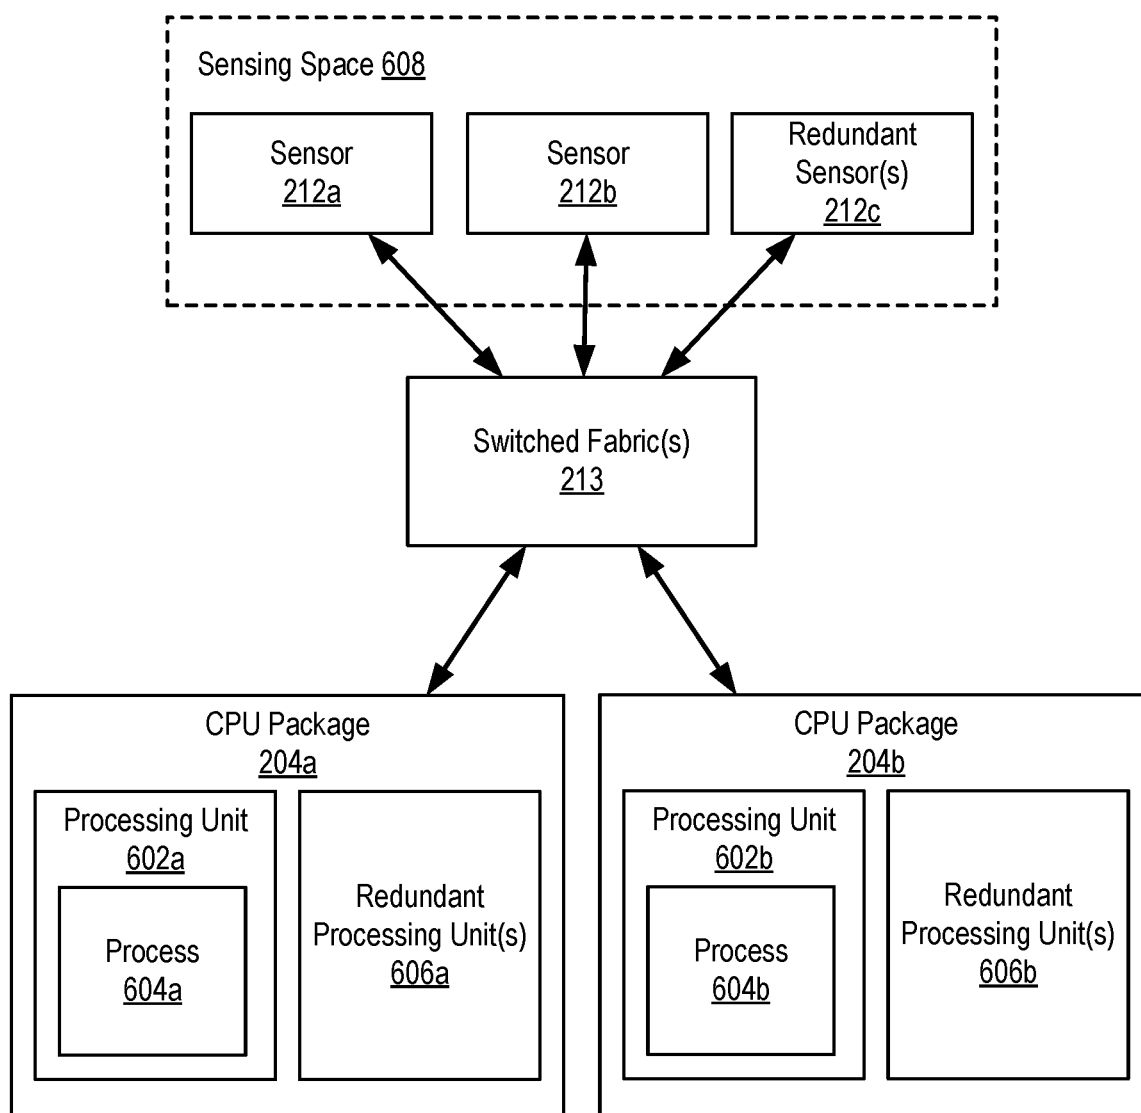 Sensing Space 608
Sensor
212a
Sensor
212b
Redundant
Sensor(s)
212c
Switched Fabric(s)
213
CPU Package
204a
Processing Unit
602a
Process
604a
Redundant
Processing Unit(s)
606a
CPU Package
204b
Processing Unit
602b
Process
604b
Redundant
Processing Unit(s)
606b